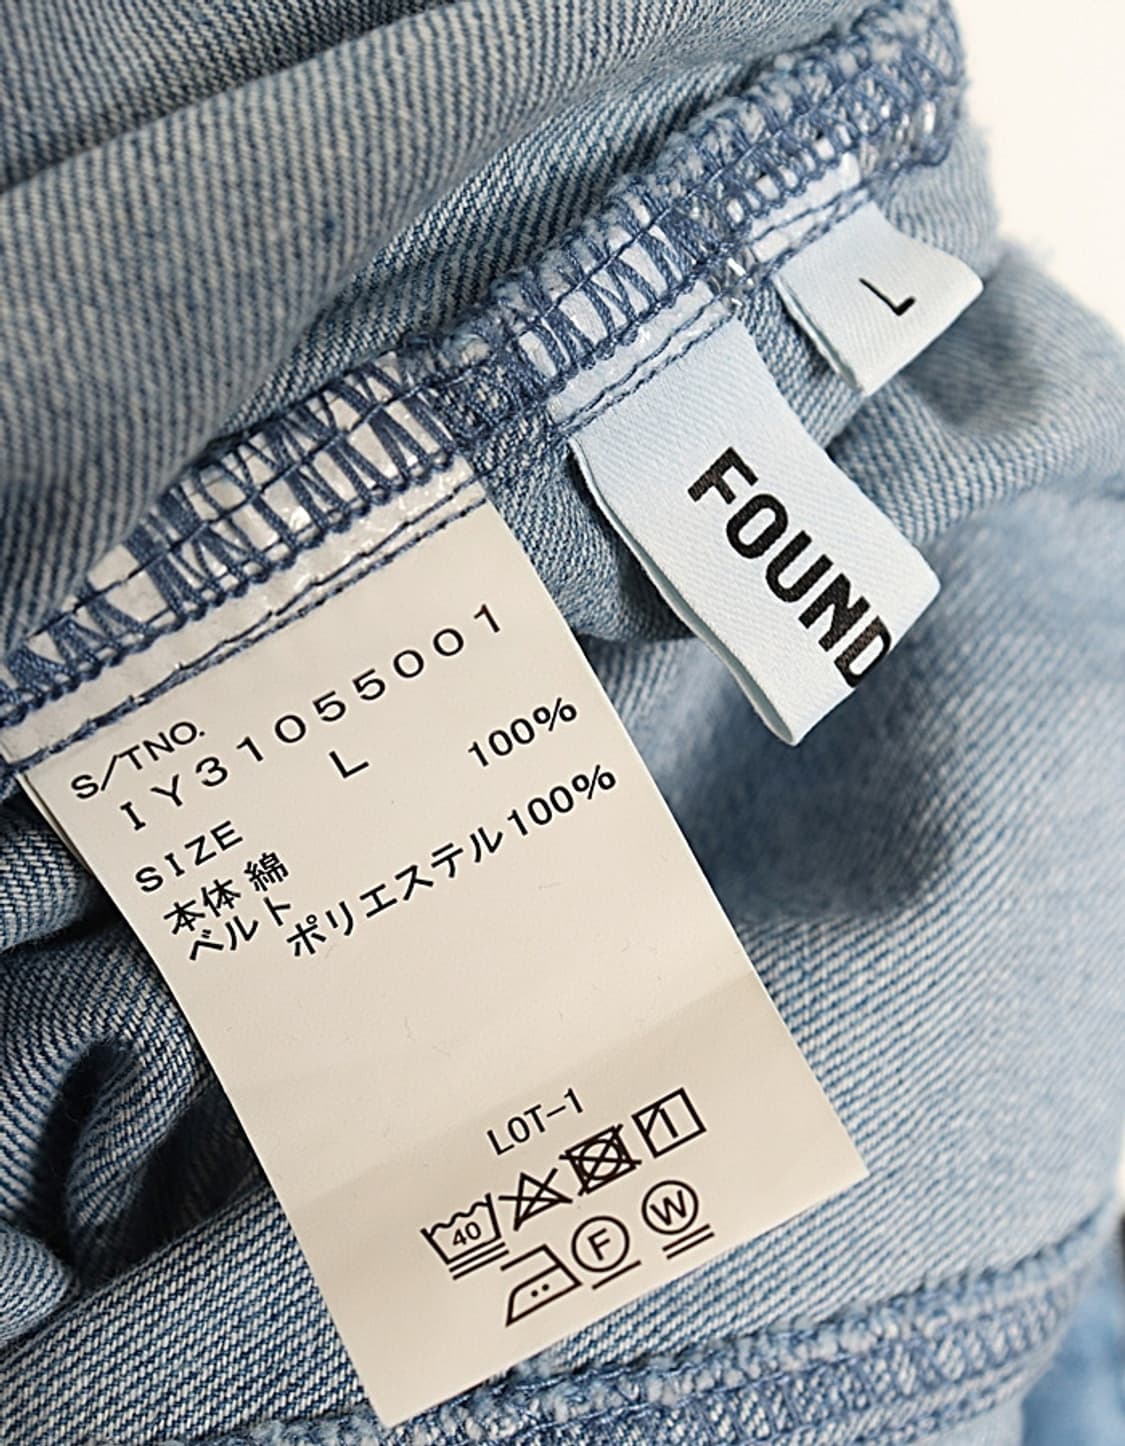 L
FOUND
S/TNO.
IY31055001
SIZE L
本体 綿 100%
ベルト
ポリエステル100%
LOT-1
40
F W